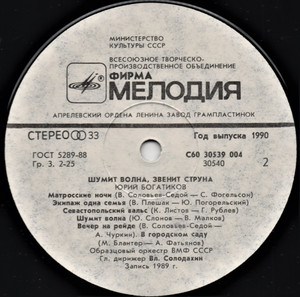 МИНИСТЕРСТВО
КУЛЬТУРЫ СССР
ВСЕСОЮЗНОЕ ТВОРЧЕСКО-
ПРОИЗВОДСТВЕННОЕ ОБЪЕДИНЕНИЕ
ФИРМА
МЕЛОДИЯ
АПРЕЛЕВСКИЙ ОРДЕНА ЛЕНИНА ЗАВОД ГРАМПЛАСТИНОК
СТЕРЕО 33
Год выпуска 1990
ГОСТ 5289-88
С60 30539 004
Гр. 3. 2-25
30540
2
ШУМИТ ВОЛНА, ЗВЕНИТ СТРУНА
ЮРИЙ БОГАТИКОВ
Матросские ночи (В. Соловьев-Седой — С. Фогельсон)
Экипаж одна семья (В. Плешак — Ю. Погорельский)
Севастопольский вальс (К. Листов — Г. Рублев)
Шумит волна (Ю. Слонов — В. Малков)
Вечер на рейде (В. Соловьев-Седой —
А. Чуркин). В городском саду
(М. Блантер — А. Фатьянов)
Образцовый оркестр ВМФ СССР
Гл. дирижер Вл. Солодахин
Запись 1989 г.